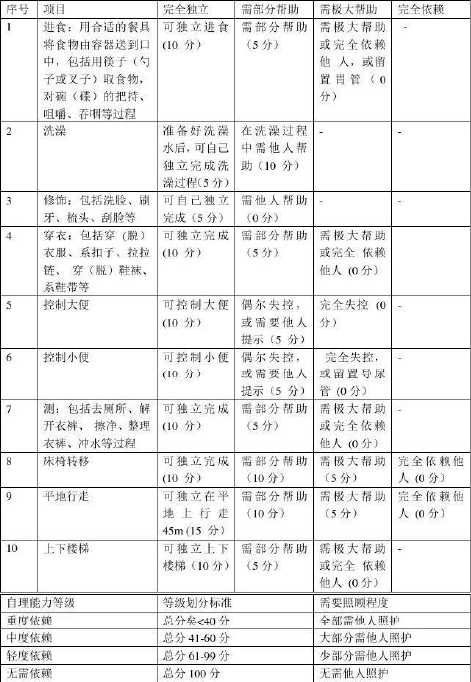 序号 项目 完全独立 需部分帮助 需极大帮助 完全依赖
1 进食：用合适的餐具 可独立进食 需部分帮助 需极大帮助 -
将食物由容器送到口 (10 分) （5分） 或完全依赖
中，包括用筷子（勺 他 人，或留
子或叉子）取食物， 置 胃 管 （ 0
对碗（碟）的把持、 分）
咀嚼、吞咽等过程
2 洗澡 准备好洗澡 在洗澡过程 - -
水后，可自己 中需他人帮
独立完成洗 助（10 分）
澡过程(5分)
3 修饰：包括洗脸、刷 可自己独立 需他人帮助 - -
牙、梳头、刮脸等 完成（5分） （0分）
4 穿衣：包括穿（脱） 可独立完成 需部分帮助 需极大帮助 -
衣服、系扣子、拉拉 (10 分) （5分） 或完全 依赖
链、 穿（脱）鞋袜、 他人 (0分)
系鞋带等
5 控制大便 可控制大便 偶尔失控， 完全失控 (0 -
(10 分) 或需要他人 分）
提示（5 分）
6 控制小便 可控制小便 偶尔失控， 完全失控， -
(10 分) 或需要他人 或留置导尿
提示（5 分） 管 (0分)
7 测：包括去厕所、解 可独立完成 需部分帮助 需极大帮助 -
开衣裤、 擦净、整理 (10 分) （5分） 或完全依赖
衣裤、冲水等过程 他人 (0分)
8 床椅转移 可独立完成 需部分帮助 需极大帮助 完全依赖他
(10 分) （10分） （5分） 人 (0分)
9 平地行走 可独立在平 需部分帮助 需极大帮助 完全依赖他
地 上 行 走 （10分） （5分） 人 (0分)
45m (15 分)
10 上下楼梯 可独立上下 需部分帮助 需极大帮助 -
楼梯（10分） （5分） 或完全 依赖
他人 (0分)
自理能力等级 等级划分标准 需要照顾程度
重度依赖 总分矣<40 分 全部需他人照护
中度依赖 总分 41-60 分 大部分需他人照护
轻度依赖 总分 61-99 分 少部分需他人照护
无需依赖 总分 100 分 无需他人照护